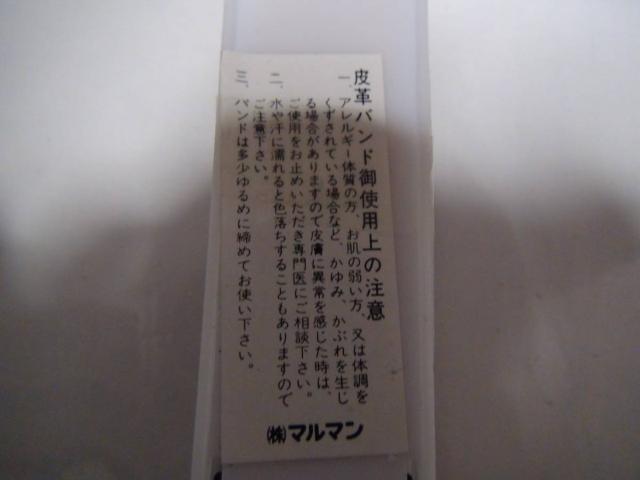 皮革バンド御使用上の注意
一、アレルギー体質の方、お肌の弱い方、又は体調を
くずされている場合など、かゆみ、かぶれを生じ
る場合がありますので皮膚に異常を感じた時は、
ご使用をお止めいただき専門医にご相談下さい。
二、水や汗に濡れると色落ちすることもありますので
ご注意下さい。
三、バンドは多少ゆるめに締めてお使い下さい。
㈱マルマン